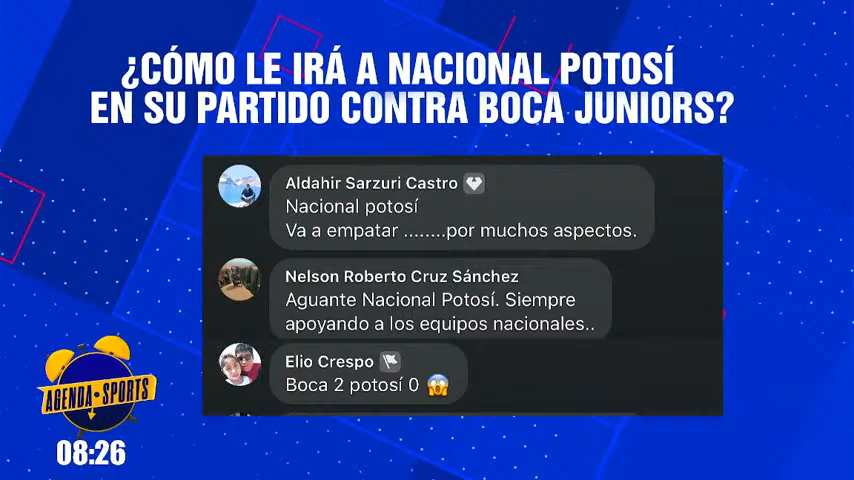 ¿CÓMO LE IRÁ A NACIONAL POTOSÍ
EN SU PARTIDO CONTRA BOCA JUNIORS?
Aldahir Sarzuri Castro
Nacional potosí
Va a empatar ........por muchos aspectos.
Nelson Roberto Cruz Sánchez
Aguante Nacional Potosí. Siempre
apoyando a los equipos nacionales..
Elio Crespo
Boca 2 potosí 0 😱
AGENDA•SPORTS
08:26